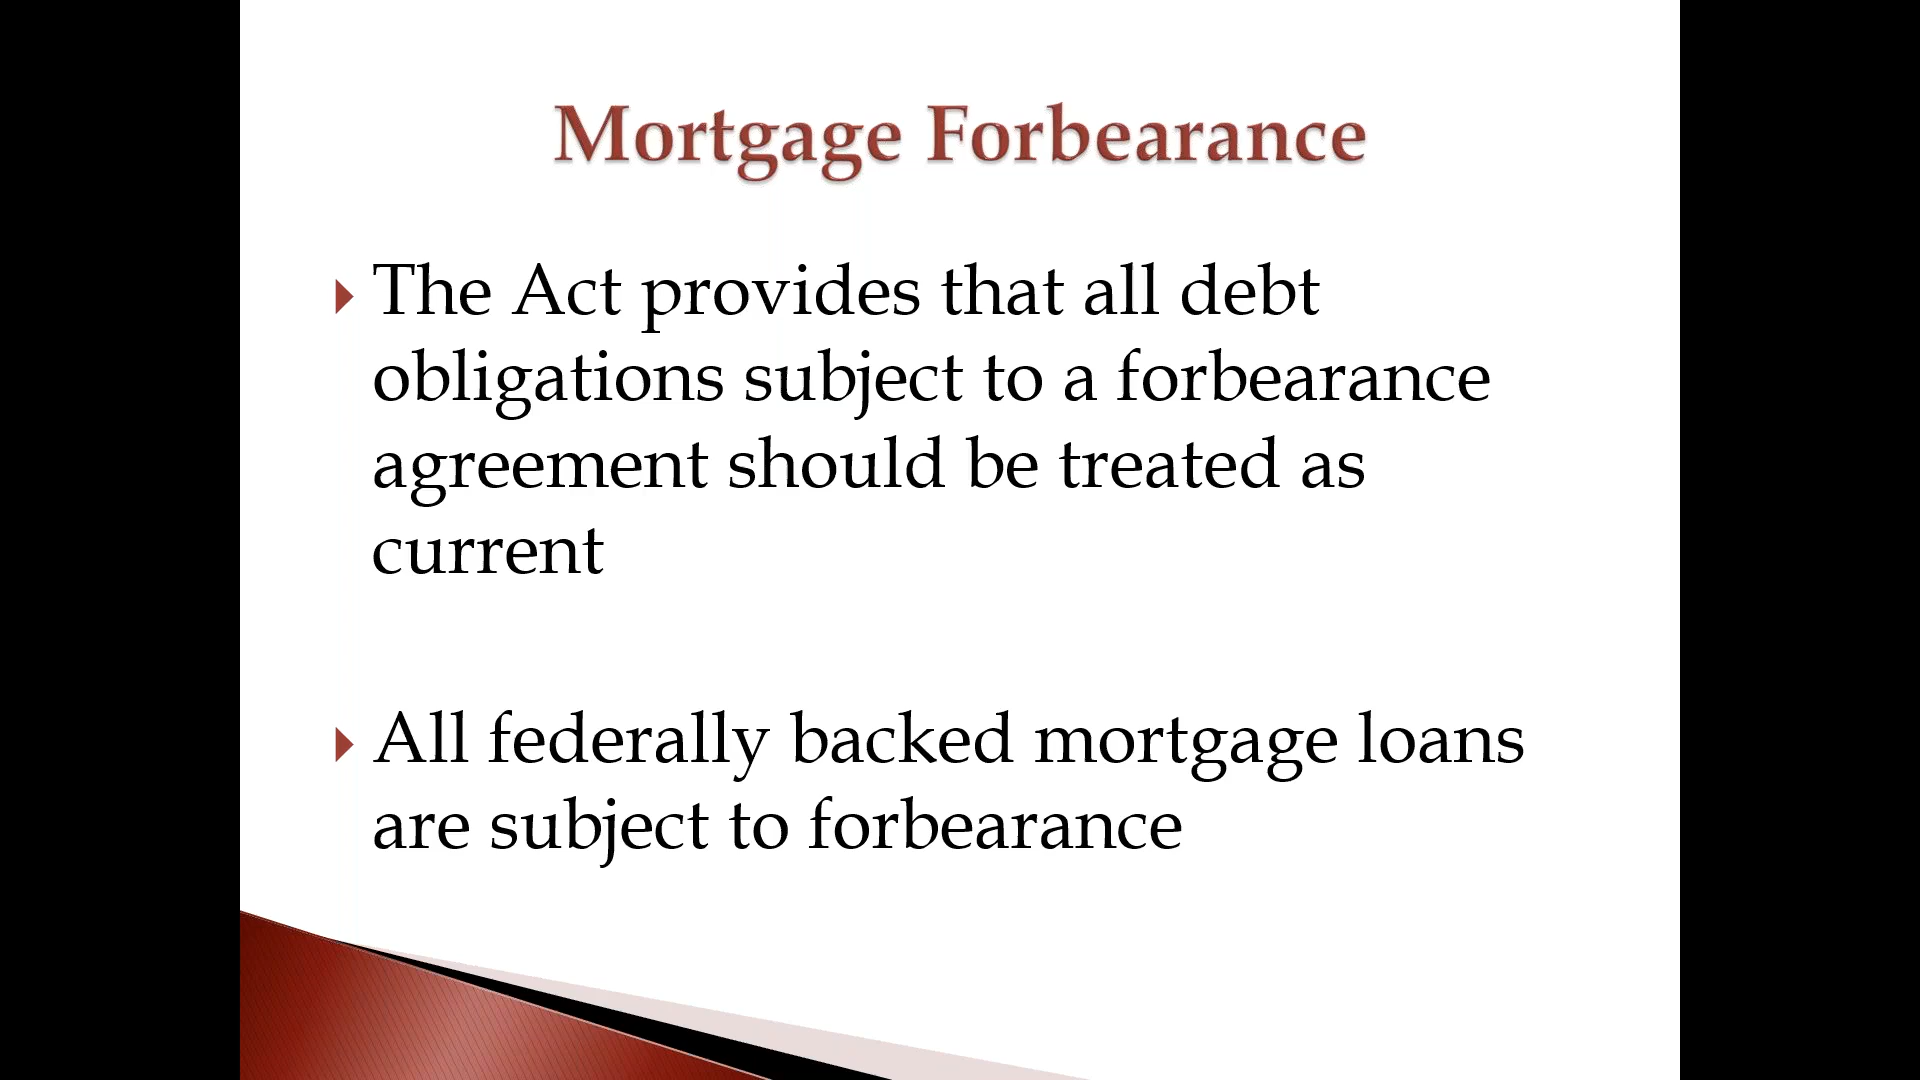 Mortgage Forbearance
The Act provides that all debt
obligations subject to a forbearance
agreement should be treated as
current
All federally backed mortgage loans
are subject to forbearance